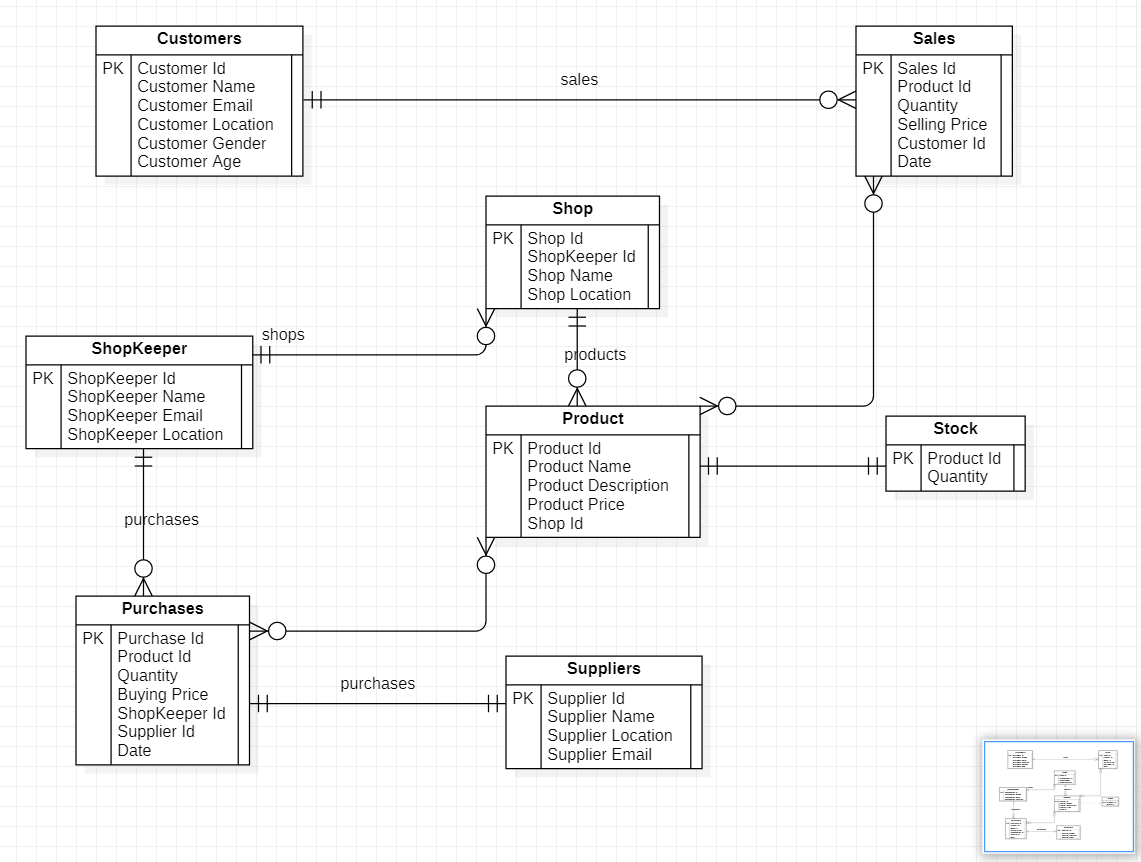 Customers
PK Customer Id
Customer Name
Customer Email
Customer Location
Customer Gender
Customer Age
sales
Sales
PK Sales Id
Product Id
Quantity
Selling Price
Customer Id
Date
Shop
PK Shop Id
ShopKeeper Id
Shop Name
Shop Location
shops
products
ShopKeeper
PK ShopKeeper Id
ShopKeeper Name
ShopKeeper Email
ShopKeeper Location
Product
PK Product Id
Product Name
Product Description
Product Price
Shop Id
Stock
PK Product Id
Quantity
purchases
Purchases
PK Purchase Id
Product Id
Quantity
Buying Price
ShopKeeper Id
Supplier Id
Date
purchases
Suppliers
PK Supplier Id
Supplier Name
Supplier Location
Supplier Email